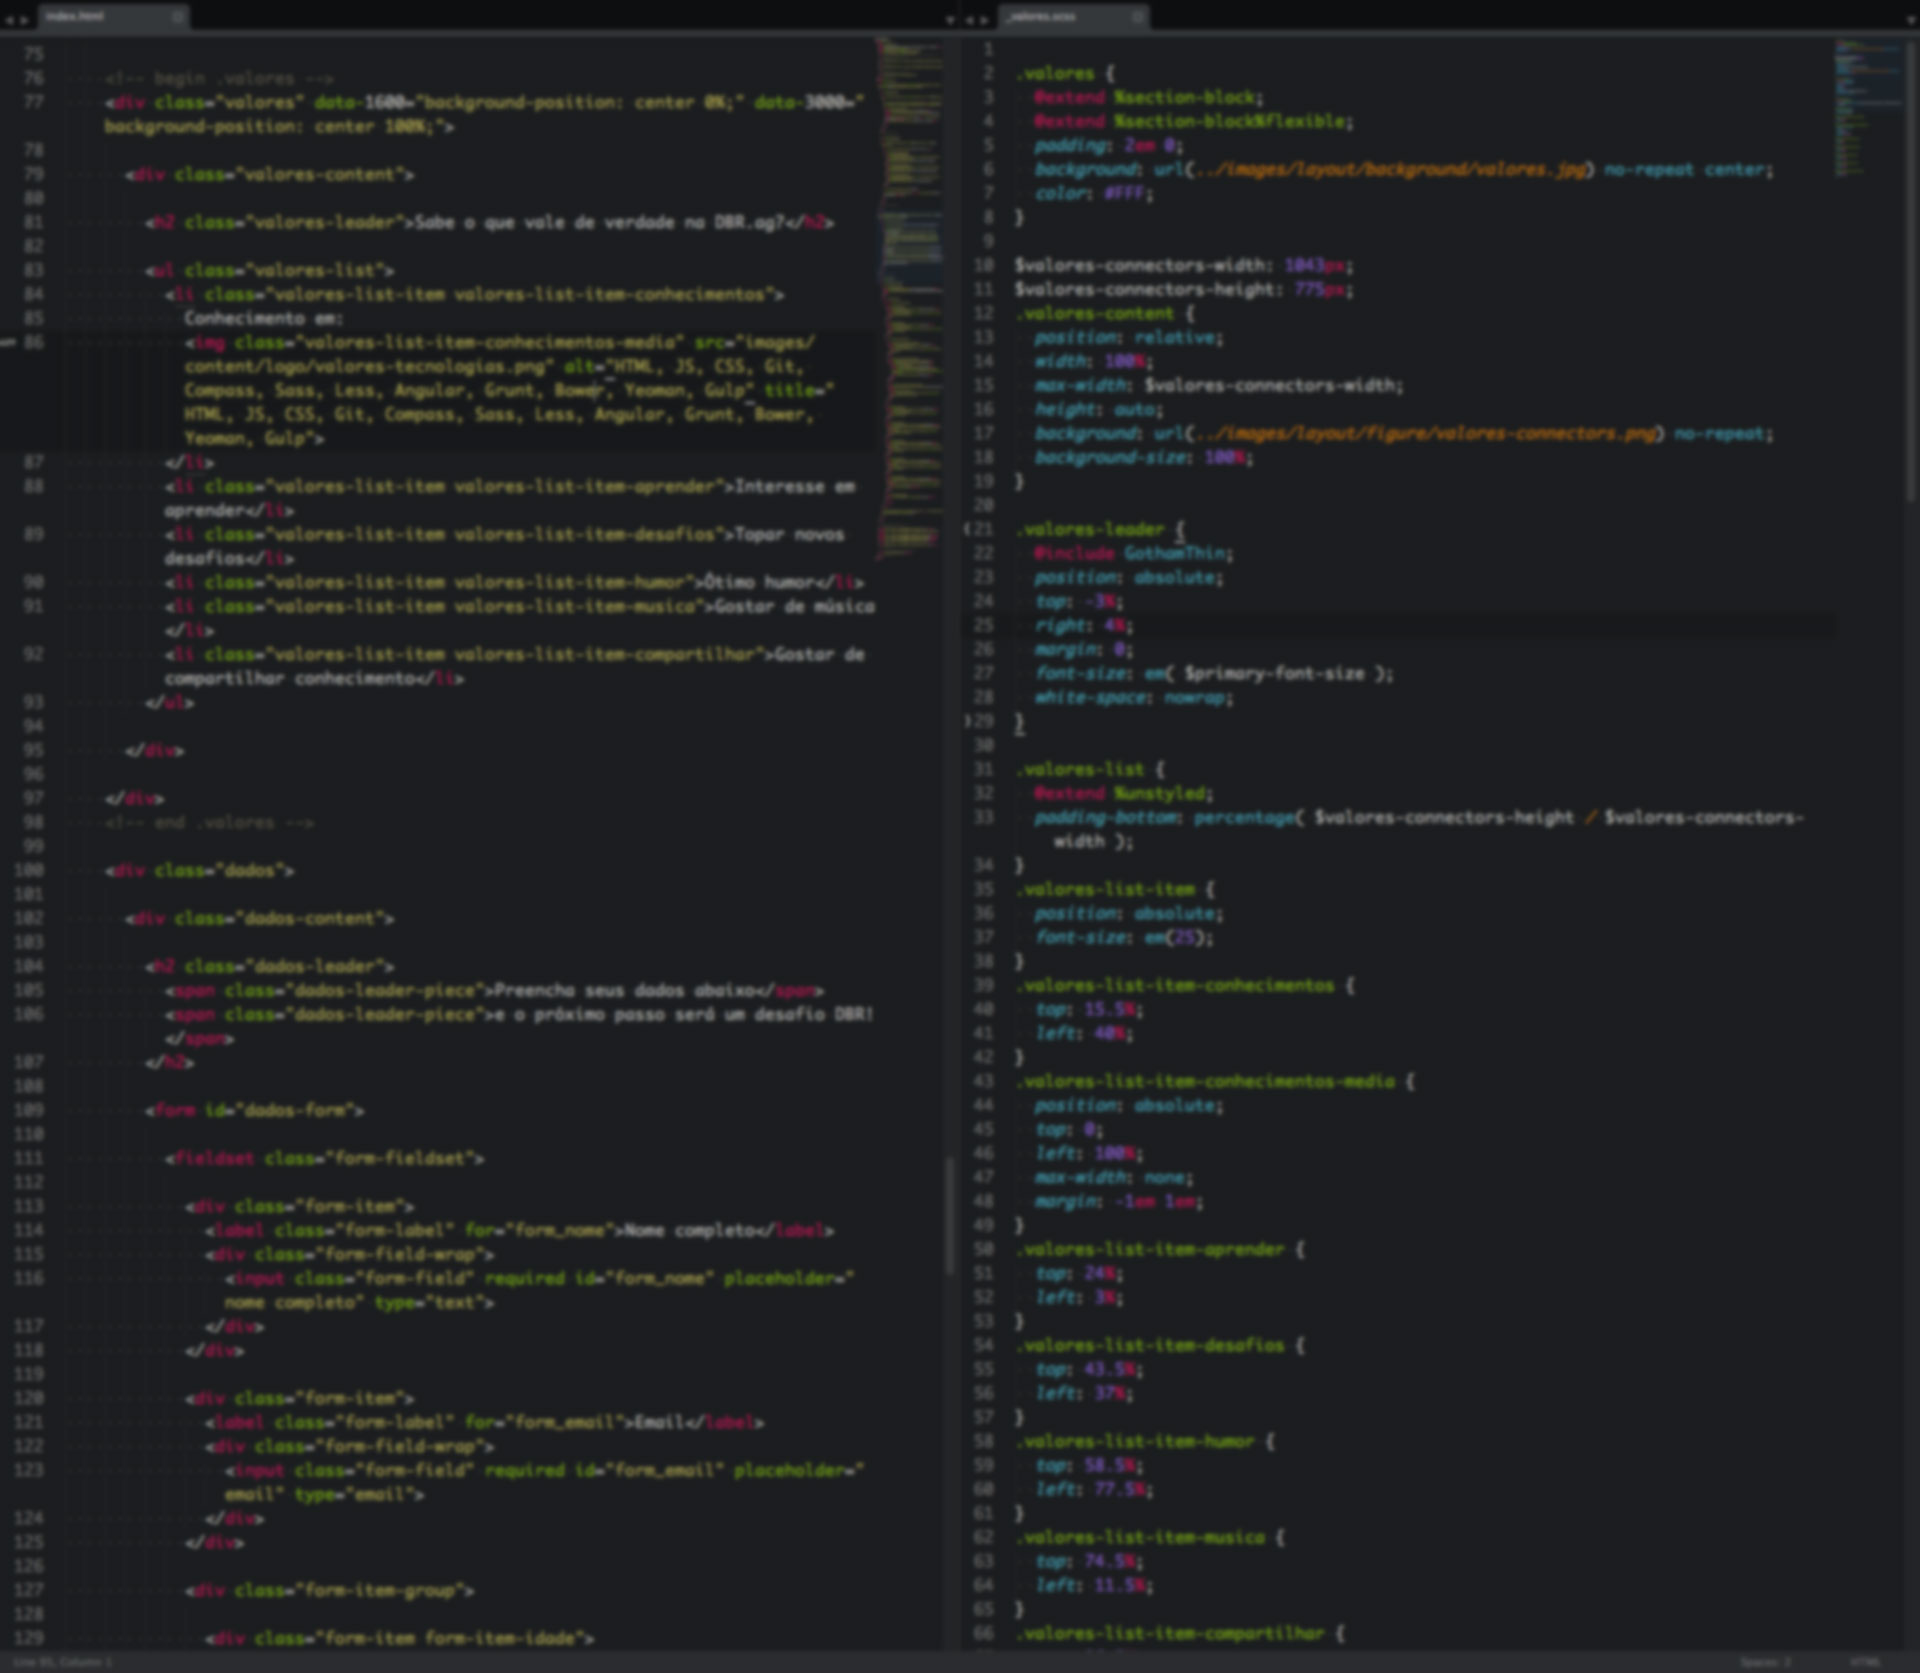 index.html
75
76 <!-- begin .valores -->
77 <div class="valores" data-1600="background-position: center 0%;" data-3000="
background-position: center 100%;">
78
79 <div class="valores-content">
80
81 <h2 class="valores-leader">Sabe o que vale de verdade na DBR.ag?</h2>
82
83 <ul class="valores-list">
84 <li class="valores-list-item valores-list-item-conhecimentos">
85 Conhecimento em:
86 <img class="valores-list-item-conhecimentos-media" src="images/
content/logo/valores-tecnologias.png" alt="HTML, JS, CSS, Git,
Compass, Sass, Less, Angular, Grunt, Bower, Yeoman, Gulp" title="
HTML, JS, CSS, Git, Compass, Sass, Less, Angular, Grunt, Bower,
Yeoman, Gulp">
87 </li>
88 <li class="valores-list-item valores-list-item-aprender">Interesse em
aprender</li>
89 <li class="valores-list-item valores-list-item-desafios">Topar novos
desafios</li>
90 <li class="valores-list-item valores-list-item-humor">Ótimo humor</li>
91 <li class="valores-list-item valores-list-item-musica">Gostar de música
</li>
92 <li class="valores-list-item valores-list-item-compartilhar">Gostar de
compartilhar conhecimento</li>
93 </ul>
94
95 </div>
96
97 </div>
98 <!-- end .valores -->
99
100 <div class="dados">
101
102 <div class="dados-content">
103
104 <h2 class="dados-leader">
105 <span class="dados-leader-piece">Preencha seus dados abaixo</span>
106 <span class="dados-leader-piece">e o próximo passo será um desafio DBR!
</span>
107 </h2>
108
109 <form id="dados-form">
110
111 <fieldset class="form-fieldset">
112
113 <div class="form-item">
114 <label class="form-label" for="form_nome">Nome completo</label>
115 <div class="form-field-wrap">
116 <input class="form-field" required id="form_nome" placeholder="
nome completo" type="text">
117 </div>
118 </div>
119
120 <div class="form-item">
121 <label class="form-label" for="form_email">Email</label>
122 <div class="form-field-wrap">
123 <input class="form-field" required id="form_email" placeholder="
email" type="email">
124 </div>
125 </div>
126
127 <div class="form-item-group">
128
129 <div class="form-item form-item-idade">
_valores.scss
1
2 .valores {
3 @extend %section-block;
4 @extend %section-block%flexible;
5 padding: 2em 0;
6 background: url(../images/layout/background/valores.jpg) no-repeat center;
7 color: #FFF;
8 }
9
10 $valores-connectors-width: 1043px;
11 $valores-connectors-height: 775px;
12 .valores-content {
13 position: relative;
14 width: 100%;
15 max-width: $valores-connectors-width;
16 height: auto;
17 background: url(../images/layout/figure/valores-connectors.png) no-repeat;
18 background-size: 100%;
19 }
20
21 .valores-leader {
22 @include GothamThin;
23 position: absolute;
24 top: -3%;
25 right: 4%;
26 margin: 0;
27 font-size: em( $primary-font-size );
28 white-space: nowrap;
29 }
30
31 .valores-list {
32 @extend %unstyled;
33 padding-bottom: percentage( $valores-connectors-height / $valores-connectors-
width );
34 }
35 .valores-list-item {
36 position: absolute;
37 font-size: em(25);
38 }
39 .valores-list-item-conhecimentos {
40 top: 15.5%;
41 left: 40%;
42 }
43 .valores-list-item-conhecimentos-media {
44 position: absolute;
45 top: 0;
46 left: 100%;
47 max-width: none;
48 margin: -1em 1em;
49 }
50 .valores-list-item-aprender {
51 top: 24%;
52 left: 3%;
53 }
54 .valores-list-item-desafios {
55 top: 43.5%;
56 left: 37%;
57 }
58 .valores-list-item-humor {
59 top: 58.5%;
60 left: 77.5%;
61 }
62 .valores-list-item-musica {
63 top: 74.5%;
64 left: 11.5%;
65 }
66 .valores-list-item-compartilhar {
Spaces: 2 HTML